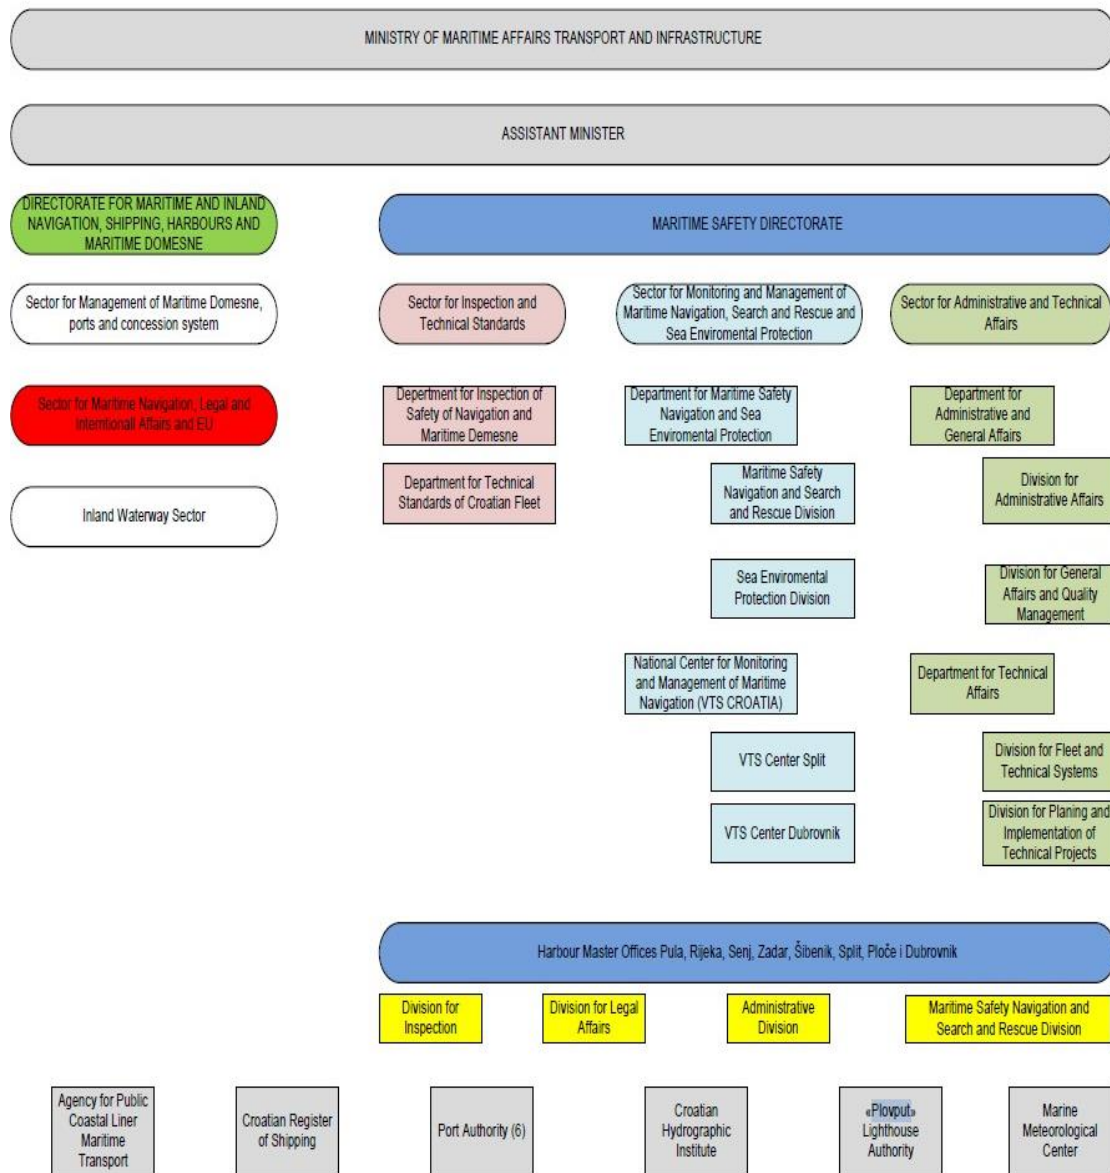 MINISTRY OF MARITIME AFFAIRS TRANSPORT AND INFRASTRUCTURE
ASSISTANT MINISTER
DIRECTORATE FOR MARITIME AND INLAND
NAVIGATION, SHIPPING, HARBOURS AND
MARITIME DOMESNE
MARITIME SAFETY DIRECTORATE
Sector for Management of Maritime Domesne,
ports and concession system
Sector for Inspection and
Technical Standards
Sector for Monitoring and Management of
Maritime Navigation, Search and Rescue and
Sea Enviromental Protection
Sector for Administrative and Technical
Affairs
Sector for Maritime Navigation, Legal and
Interntionall Affairs and EU
Department for Inspection of
Safety of Navigation and
Maritime Demesne
Department for Maritime Safety
Navigation and Sea
Enviromental Protection
Department for
Administrative and
General Affairs
Inland Waterway Sector
Department for Technical
Standards of Croatian Fleet
Maritime Safety
Navigation and Search
and Rescue Division
Division for
Administrative Affairs
Sea Enviromental
Protection Division
Division for General
Affairs and Quality
Management
National Center for Monitoring
and Management of Maritime
Navigation (VTS CROATIA)
Department for Technical
Affairs
VTS Center Split
Division for Fleet and
Technical Systems
VTS Center Dubrovnik
Division for Planing and
Implementation of
Technical Projects
Harbour Master Offices Pula, Rijeka, Senj, Zadar, Šibenik, Split, Ploče i Dubrovnik
Division for
Inspection
Division for Legal
Affairs
Administrative
Division
Maritime Safety Navigation and
Search and Rescue Division
Agency for Public
Coastal Liner
Maritime
Transport
Croatian Register
of Shipping
Port Authority (6)
Croatian
Hydrographic
Institute
«Plovput»
Lighthouse
Authority
Marine
Meteorological
Center